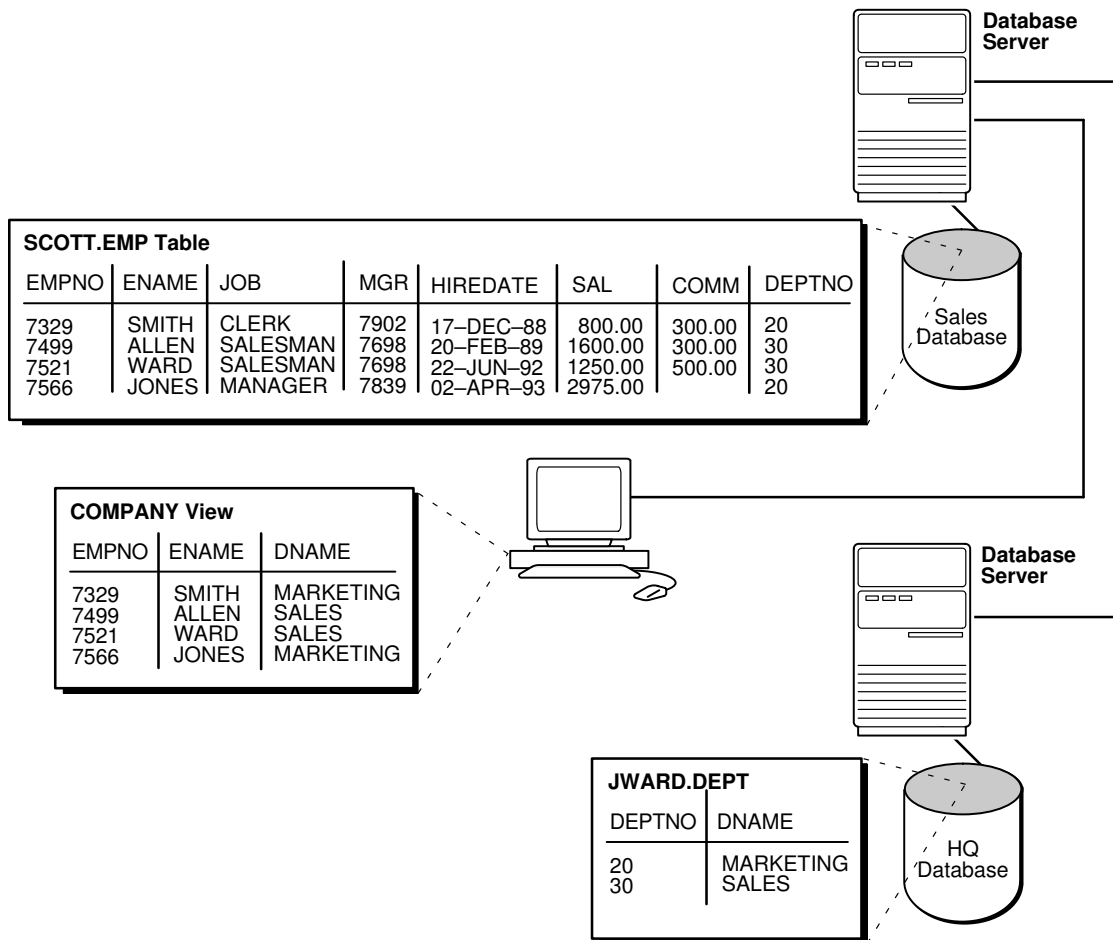 Database
Server
SCOTT.EMP Table
EMPNO ENAME JOB MGR HIREDATE SAL COMM DEPTNO
7329 SMITH CLERK 7902 17–DEC–88 800.00 300.00 20
7499 ALLEN SALESMAN 7698 20–FEB–89 1600.00 300.00 30
7521 WARD SALESMAN 7698 22–JUN–92 1250.00 500.00 30
7566 JONES MANAGER 7839 02–APR–93 2975.00 20
Sales
Database
COMPANY View
EMPNO ENAME DNAME
7329 SMITH MARKETING
7499 ALLEN SALES
7521 WARD SALES
7566 JONES MARKETING
Database
Server
JWARD.DEPT
DEPTNO DNAME
20 MARKETING
30 SALES
HQ
Database